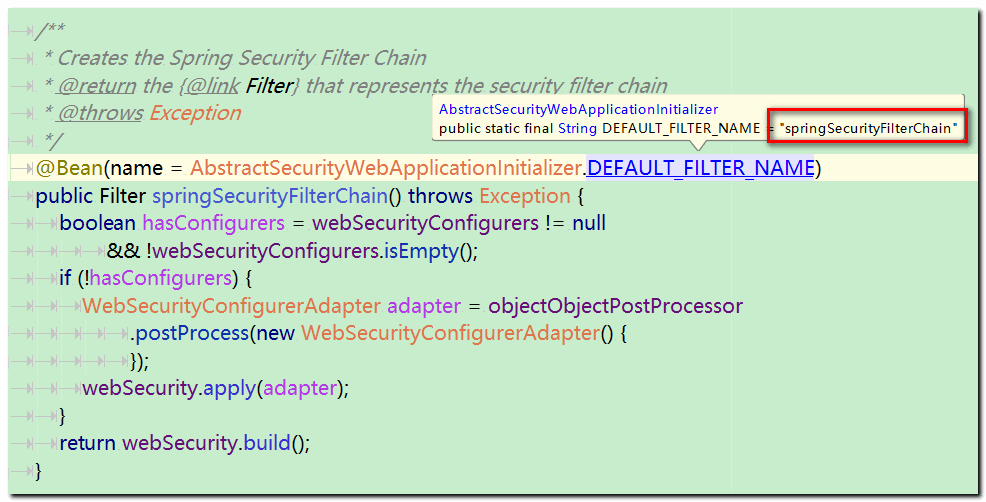 /**
* Creates the Spring Security Filter Chain
* @return the {@link Filter} that represents the security filter chain
* @throws Exception
AbstractSecurityWebApplicationInitializer
public static final String DEFAULT_FILTER_NAME = "springSecurityFilterChain"
*/
@Bean(name = AbstractSecurityWebApplicationInitializer.DEFAULT_FILTER_NAME)
public Filter springSecurityFilterChain() throws Exception {
boolean hasConfigurers = webSecurityConfigurers != null
&& !webSecurityConfigurers.isEmpty();
if (!hasConfigurers) {
WebSecurityConfigurerAdapter adapter = objectObjectPostProcessor
.postProcess(new WebSecurityConfigurerAdapter() {
});
webSecurity.apply(adapter);
}
return webSecurity.build();
}